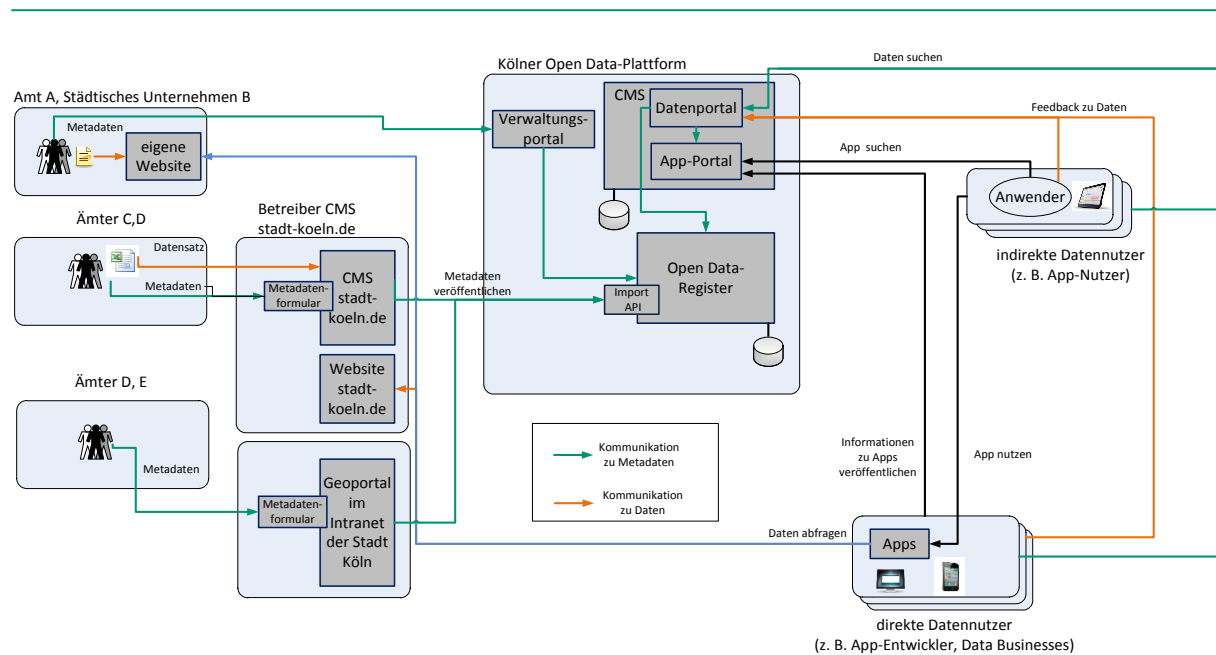 Kölner Open Data-Plattform
Daten suchen
Amt A, Städtisches Unternehmen B
CMS
Datenportal
Feedback zu Daten
Metadaten
Verwaltungs-
portal
eigene
Website
App-Portal
App suchen
Anwender
Ämter C,D
Betreiber CMS
stadt-koeln.de
indirekte Datennutzer
(z. B. App-Nutzer)
Datensatz
CMS
stadt-
koeln.de
Metadaten
Metadaten-
formular
Metadaten
veröffentlichen
Open Data-
Register
Import
API
Website
stadt-
koeln.de
Ämter D, E
Metadaten
Kommunikation
zu Metadaten
Kommunikation
zu Daten
Informationen
zu Apps
veröffentlichen
App nutzen
Metadaten-
formular
Geoportal
im
Intranet
der Stadt
Köln
Daten abfragen
Apps
direkte Datennutzer
(z. B. App-Entwickler, Data Businesses)